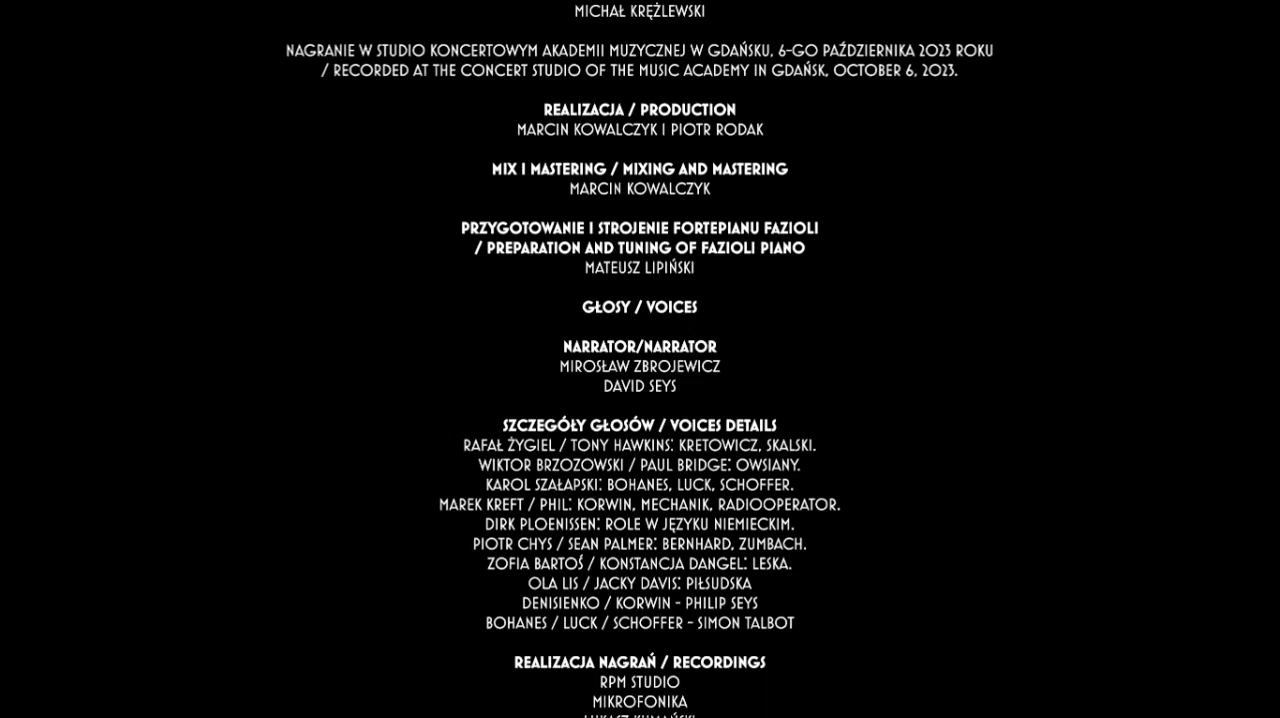 MICHAŁ KRĘŻLEWSKI
NAGRANIE W STUDIO KONCERTOWYM AKADEMII MUZYCZNEJ W GDAŃSKU, 6-GO PAŹDZIERNIKA 2023 ROKU
/ RECORDED AT THE CONCERT STUDIO OF THE MUSIC ACADEMY IN GDAŃSK, OCTOBER 6, 2023.
REALIZACJA / PRODUCTION
MARCIN KOWALCZYK I PIOTR RODAK
MIX I MASTERING / MIXING AND MASTERING
MARCIN KOWALCZYK
PRZYGOTOWANIE I STROJENIE FORTEPIANU FAZIOLI
/ PREPARATION AND TUNING OF FAZIOLI PIANO
MATEUSZ LIPIŃSKI
GŁOSY / VOICES
NARRATOR/NARRATOR
MIROSŁAW ZBROJEWICZ
DAVID SEYS
SZCZEGÓŁY GŁOSÓW / VOICES DETAILS
RAFAŁ ŻYGIEL / TONY HAWKINS: KRETOWICZ, SKALSKI.
WIKTOR BRZOZOWSKI / PAUL BRIDGE: OWSIANY.
KAROL SZAŁAPSKI: BOHANES, LUCK, SCHOFFER.
MAREK KREFT / PHIL: KORWIN, MECHANIK, RADIOOPERATOR.
DIRK PLOENISSEN: ROLE W JĘZYKU NIEMIECKIM.
PIOTR CHYS / SEAN PALMER: BERNHARD, ZUMBACH.
ZOFIA BARTOŚ / KONSTANCJA DANGEL: LESKA.
OLA LIS / JACKY DAVIS: PIŁSUDSKA
DENISIENKO / KORWIN - PHILIP SEYS
BOHANES / LUCK / SCHOFFER - SIMON TALBOT
REALIZACJA NAGRAŃ / RECORDINGS
RPM STUDIO
MIKROFONIKA